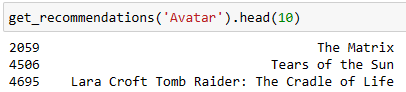 get_recommendations('Avatar').head(10)
2059 The Matrix
4506 Tears of the Sun
4695 Lara Croft Tomb Raider: The Cradle of Life